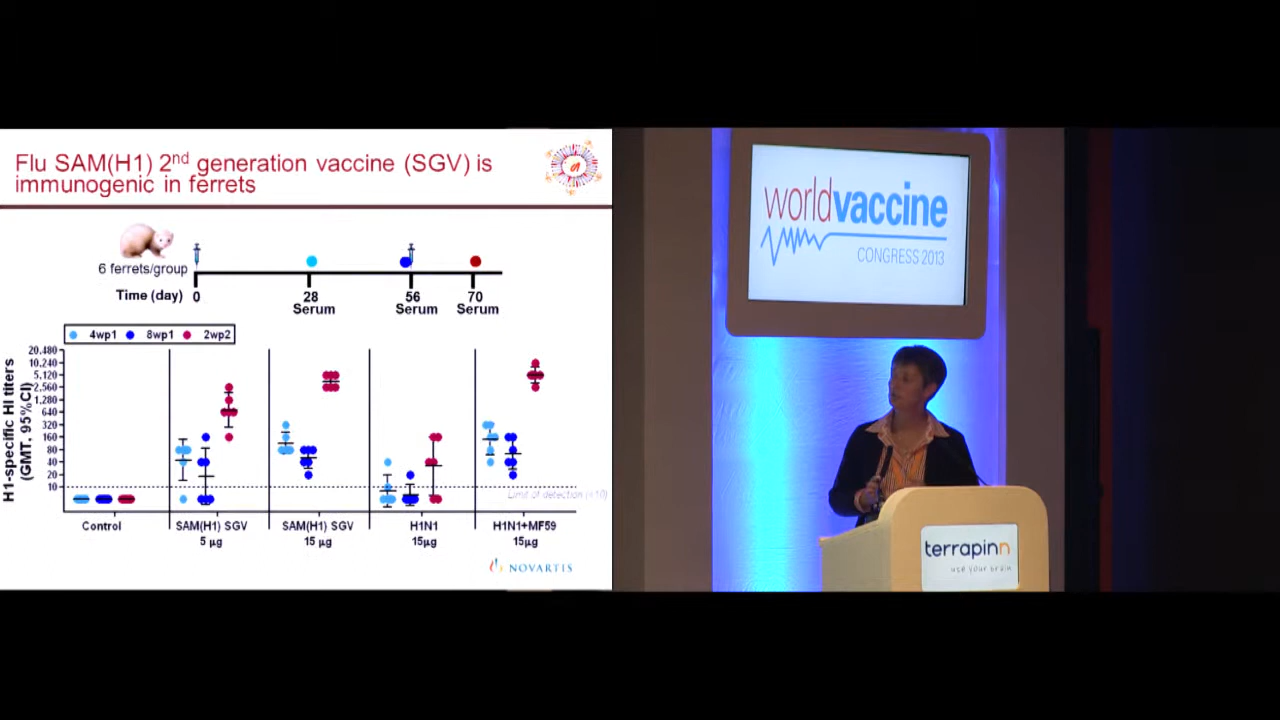 Flu SAM(H1) 2nd generation vaccine (SGV) is
immunogenic in ferrets
6 ferrets/group
Time (day)
0
28
56
70
Serum
Serum
Serum
4wp1
8wp1
2wp2
H1-specific HI titers
(GMT. 95%CI)
20.480
10.240
5.120
2.560
1.280
640
320
160
80
40
20
10
Limit of detection (<10)
Control
SAM(H1) SGV
5 µg
SAM(H1) SGV
15 µg
H1N1
15µg
H1N1+MF59
15µg
NOVARTIS
worldvaccine
CONGRESS 2013
terrapinn
use your brain